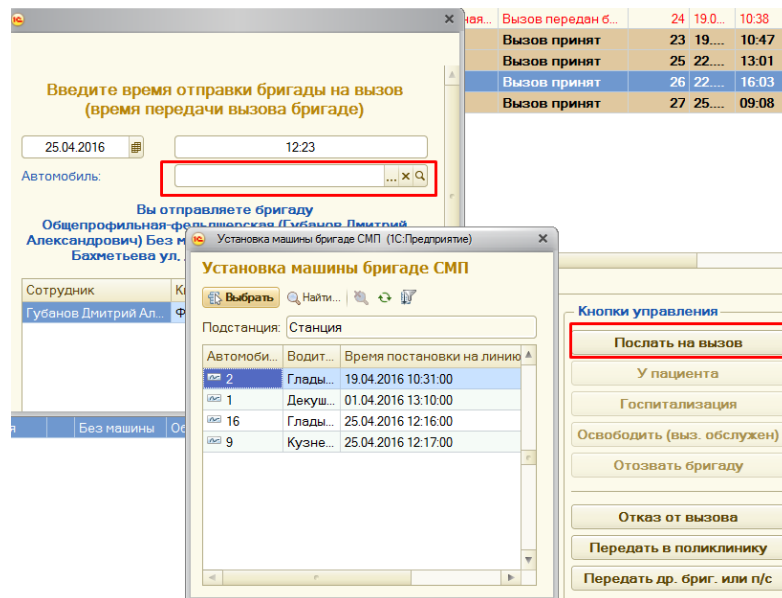 ная... Вызов передан б... 24 19.0... 10:38
Вызов принят 23 19.... 10:47
Вызов принят 25 22.... 13:01
Вызов принят 26 22.... 16:03
Вызов принят 27 25.... 09:08
Введите время отправки бригады на вызов
(время передачи вызова бригаде)
25.04.2016 12:23
Автомобиль:
Вы отправляете бригаду
Общепрофильная-фельдшерская (Губанов Дмитрий
Александрович) Без м
Бахметьева ул.
Сотрудник
Губанов Дмитрий Ал...
Без машины
Установка машины бригаде СМП (1С:Предприятие)
Установка машины бригаде СМП
Выбрать Найти...
Подстанция: Станция
Автомоби... Водит... Время постановки на линию
2 Глады... 19.04.2016 10:31:00
1 Декуш... 01.04.2016 13:10:00
16 Глады... 25.04.2016 12:16:00
9 Кузне... 25.04.2016 12:17:00
Кнопки управления
Послать на вызов
У пациента
Госпитализация
Освободить (выз. обслужен)
Отозвать бригаду
Отказ от вызова
Передать в поликлинику
Передать др. бриг. или п/с